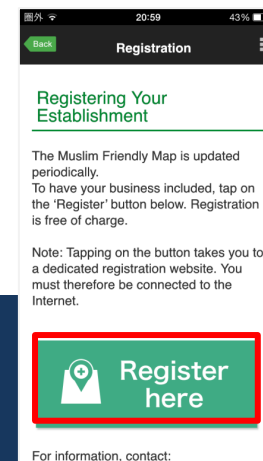 圏外 20:59 43%
Back Registration
Registering Your
Establishment
The Muslim Friendly Map is updated
periodically.
To have your business included, tap on
the ‘Register’ button below. Registration
is free of charge.
Note: Tapping on the button takes you to
a dedicated registration website. You
must therefore be connected to the
Internet.
Register
here
For information, contact: